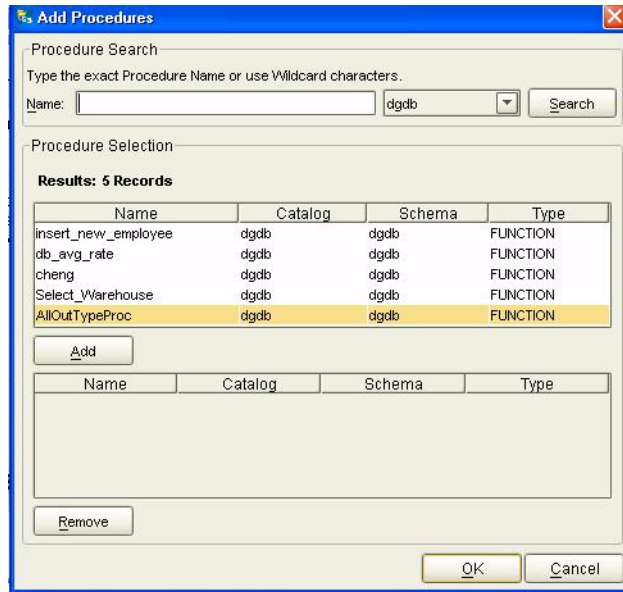 Add Procedures
Procedure Search
Type the exact Procedure Name or use Wildcard characters.
Name: dgdb Search
Procedure Selection
Results: 5 Records
Name Catalog Schema Type
insert_new_employee dgdb dgdb FUNCTION
db_avg_rate dgdb dgdb FUNCTION
cheng dgdb dgdb FUNCTION
Select_Warehouse dgdb dgdb FUNCTION
AllOutTypeProc dgdb dgdb FUNCTION
Add
Name Catalog Schema Type
Remove
OK Cancel